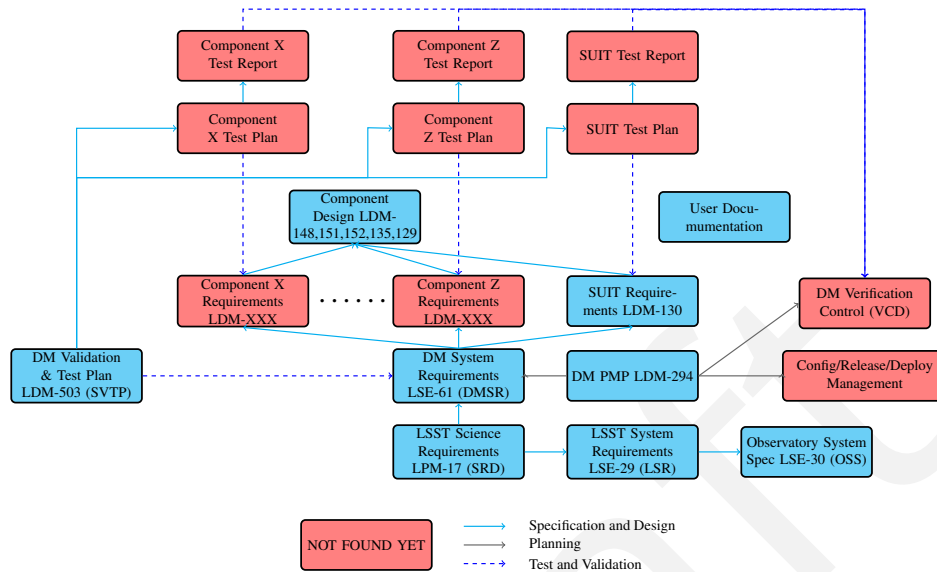 Component X
Test Report
Component Z
Test Report
SUIT Test Report
Component
X Test Plan
Component
Z Test Plan
SUIT Test Plan
Component
Design LDM-
148,151,152,135,129
User Docu-
mumentation
Component X
Requirements
LDM-XXX
. . . . . .
Component Z
Requirements
LDM-XXX
SUIT Require-
ments LDM-130
DM Verification
Control (VCD)
DM Validation
& Test Plan
LDM-503 (SVTP)
DM System
Requirements
LSE-61 (DMSR)
DM PMP LDM-294
Config/Release/Deploy
Management
LSST Science
Requirements
LPM-17 (SRD)
LSST System
Requirements
LSE-29 (LSR)
Observatory System
Spec LSE-30 (OSS)
NOT FOUND YET
Specification and Design
Planning
Test and Validation